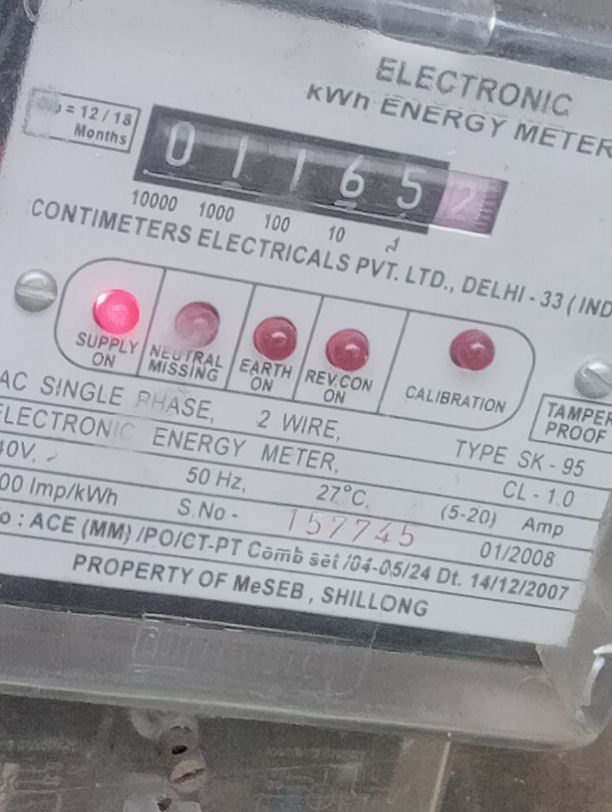 ELECTRONIC
kWh ENERGY METER
= 12 / 18
Months
0 1 1 6 5 2
10000 1000 100 10 1
CONTIMETERS ELECTRICALS PVT. LTD., DELHI - 33 ( IND
SUPPLY ON
NEUTRAL MISSING
EARTH ON
REV.CON ON
CALIBRATION
TAMPER PROOF
AC SINGLE PHASE, 2 WIRE, TYPE SK - 95
ELECTRONIC ENERGY METER, CL - 1.0
40V, 50 Hz, 27°C, (5-20) Amp
00 Imp/kWh S.No - 157745 01/2008
o : ACE (MM) /PO/CT-PT Comb set /04-05/24 Dt. 14/12/2007
PROPERTY OF MeSEB , SHILLONG